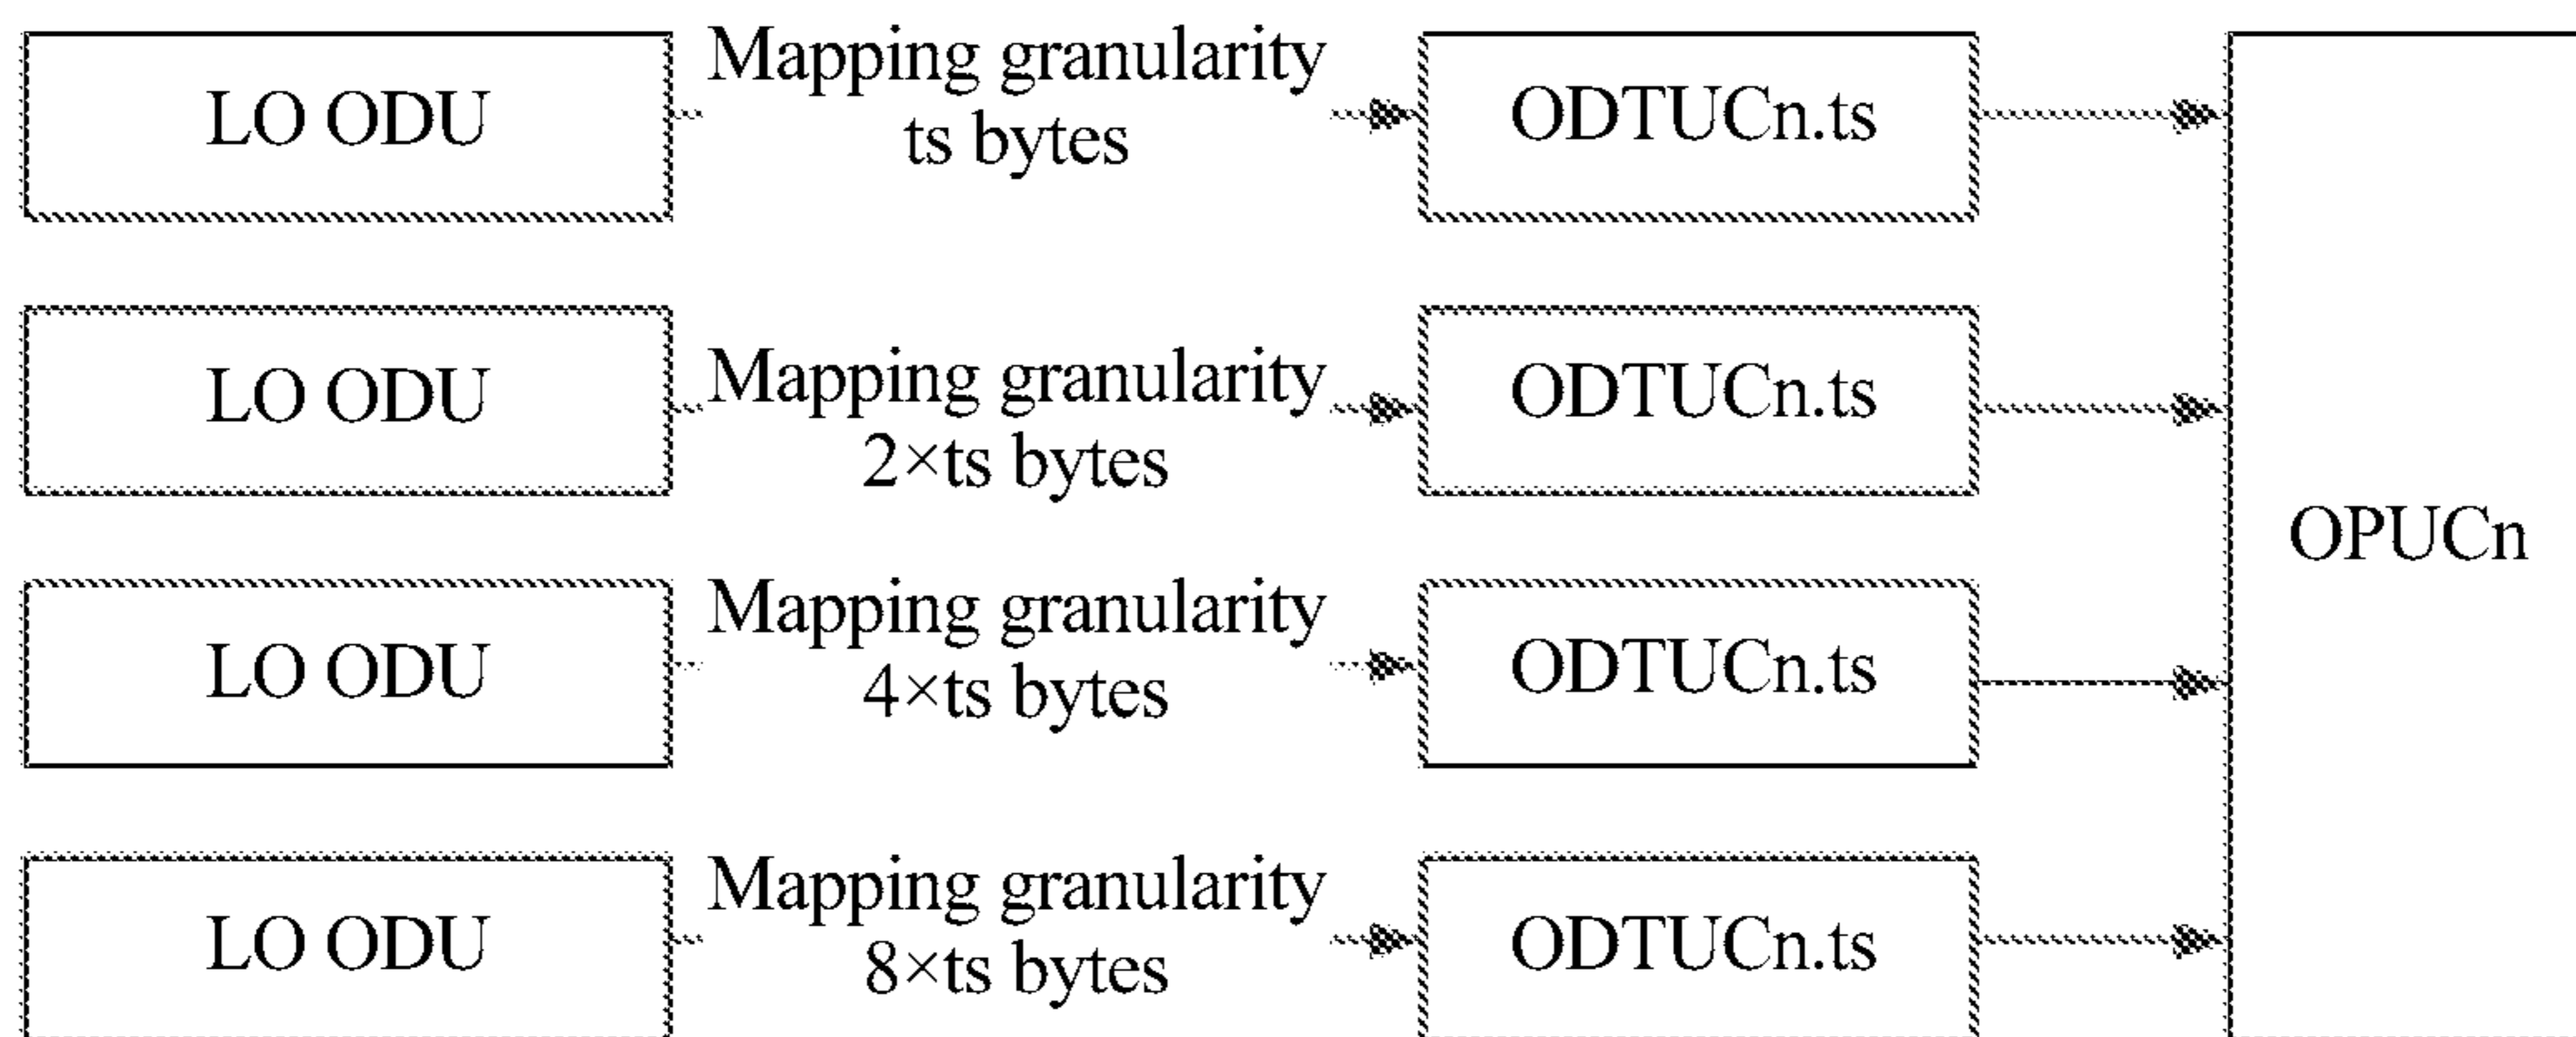 LO ODU
Mapping granularity
ts bytes
ODTUCn.ts
LO ODU
Mapping granularity
2×ts bytes
ODTUCn.ts
OPUCn
LO ODU
Mapping granularity
4×ts bytes
ODTUCn.ts
LO ODU
Mapping granularity
8×ts bytes
ODTUCn.ts